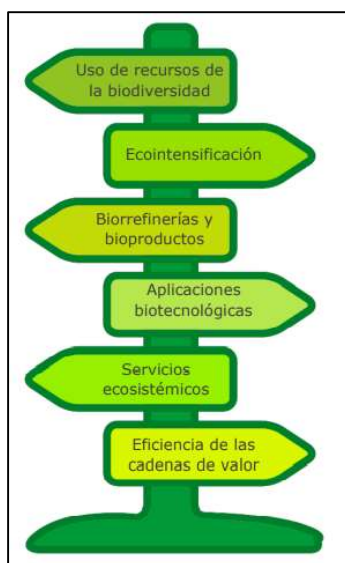 Uso de recursos de
la biodiversidad
Ecointensificación
Biorrefinerías y
bioproductos
Aplicaciones
biotecnológicas
Servicios
ecosistémicos
Eficiencia de las
cadenas de valor